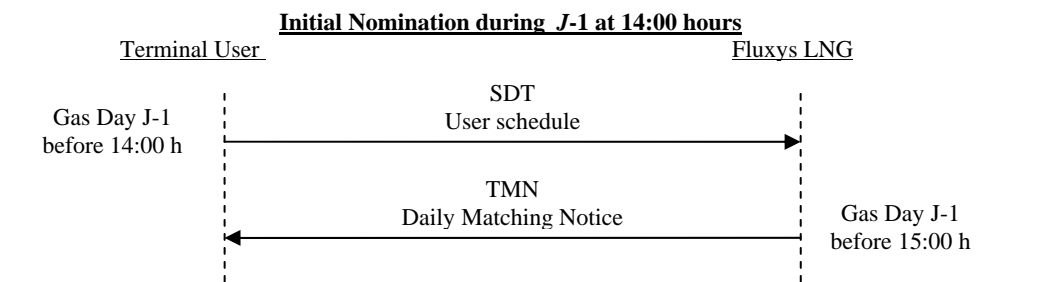 Initial Nomination during J-1 at 14:00 hours
Terminal User
Fluxys LNG
SDT
User schedule
Gas Day J-1
before 14:00 h
TMN
Daily Matching Notice
Gas Day J-1
before 15:00 h